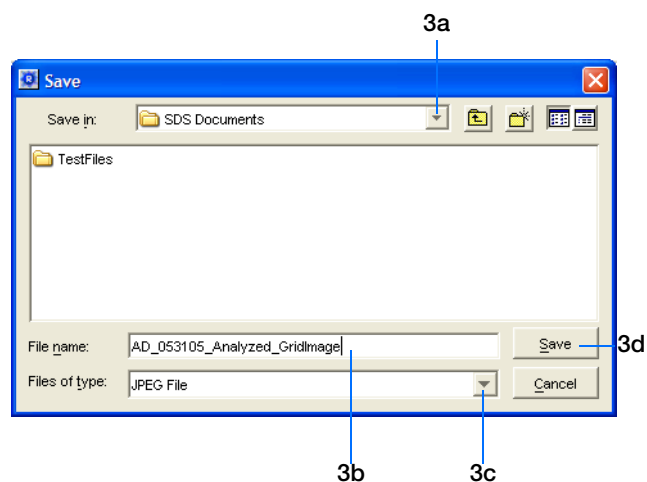 3a
Save
Save in: SDS Documents
TestFiles
File name: AD_053105_Analyzed_GridImage Save 3d
Files of type: JPEG File Cancel
3b 3c